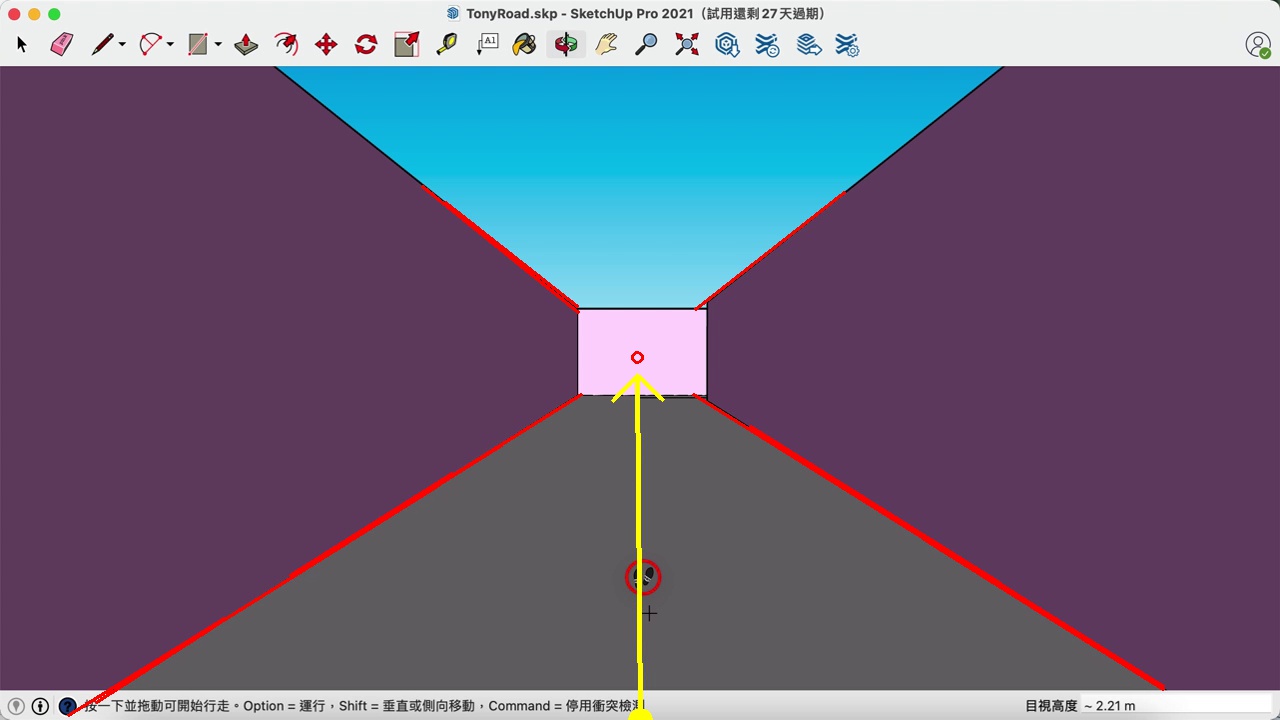 TonyRoad.skp - SketchUp Pro 2021（試用還剩 27 天過期）
A1
? 按一下並拖動可開始行走。Option = 運行，Shift = 垂直或側向移動，Command = 停用衝突檢測 目視高度 ~ 2.21 m